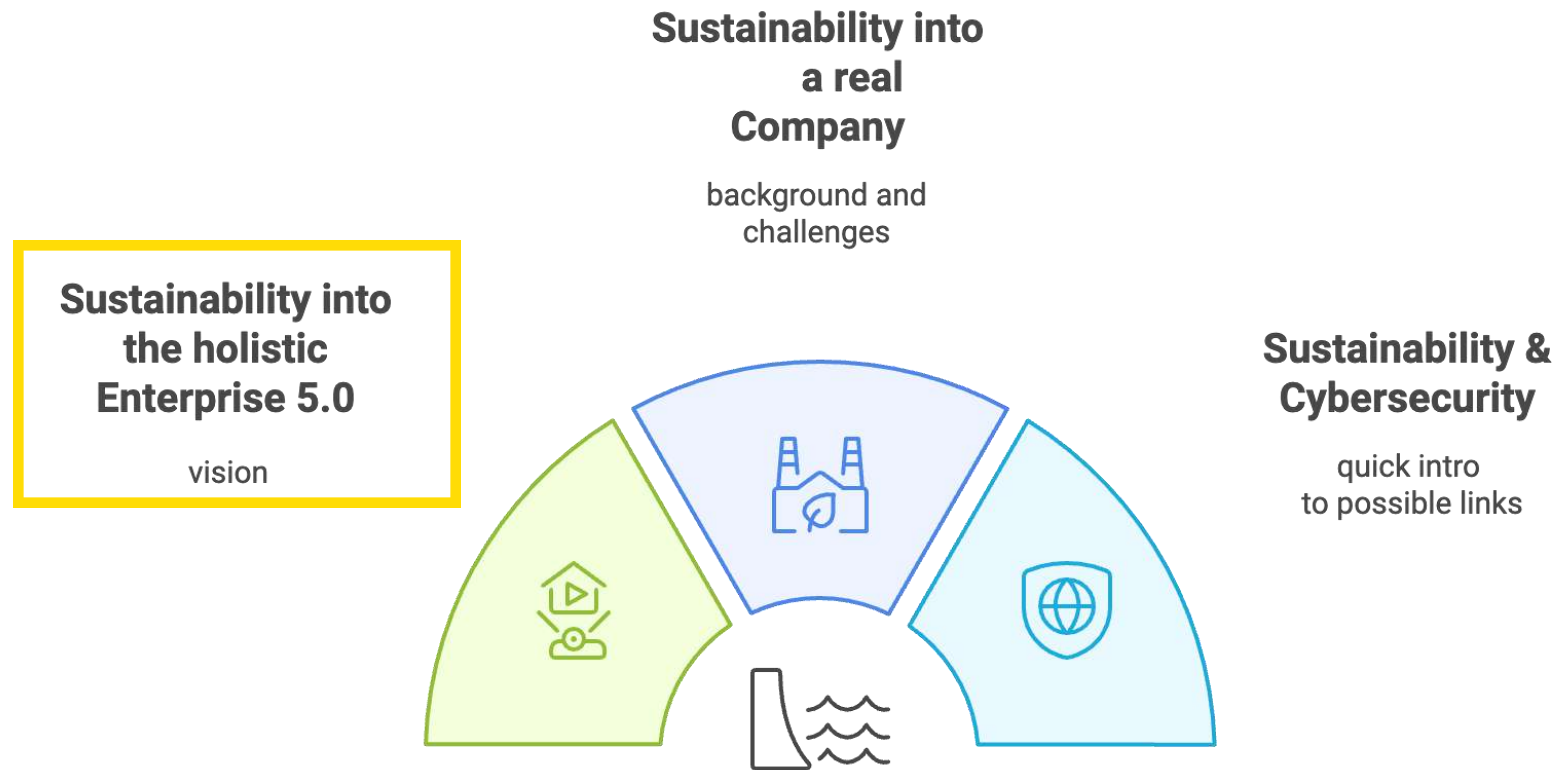 Sustainability into
a real
Company
background and
challenges
Sustainability into
the holistic
Enterprise 5.0
vision
Sustainability &
Cybersecurity
quick intro
to possible links